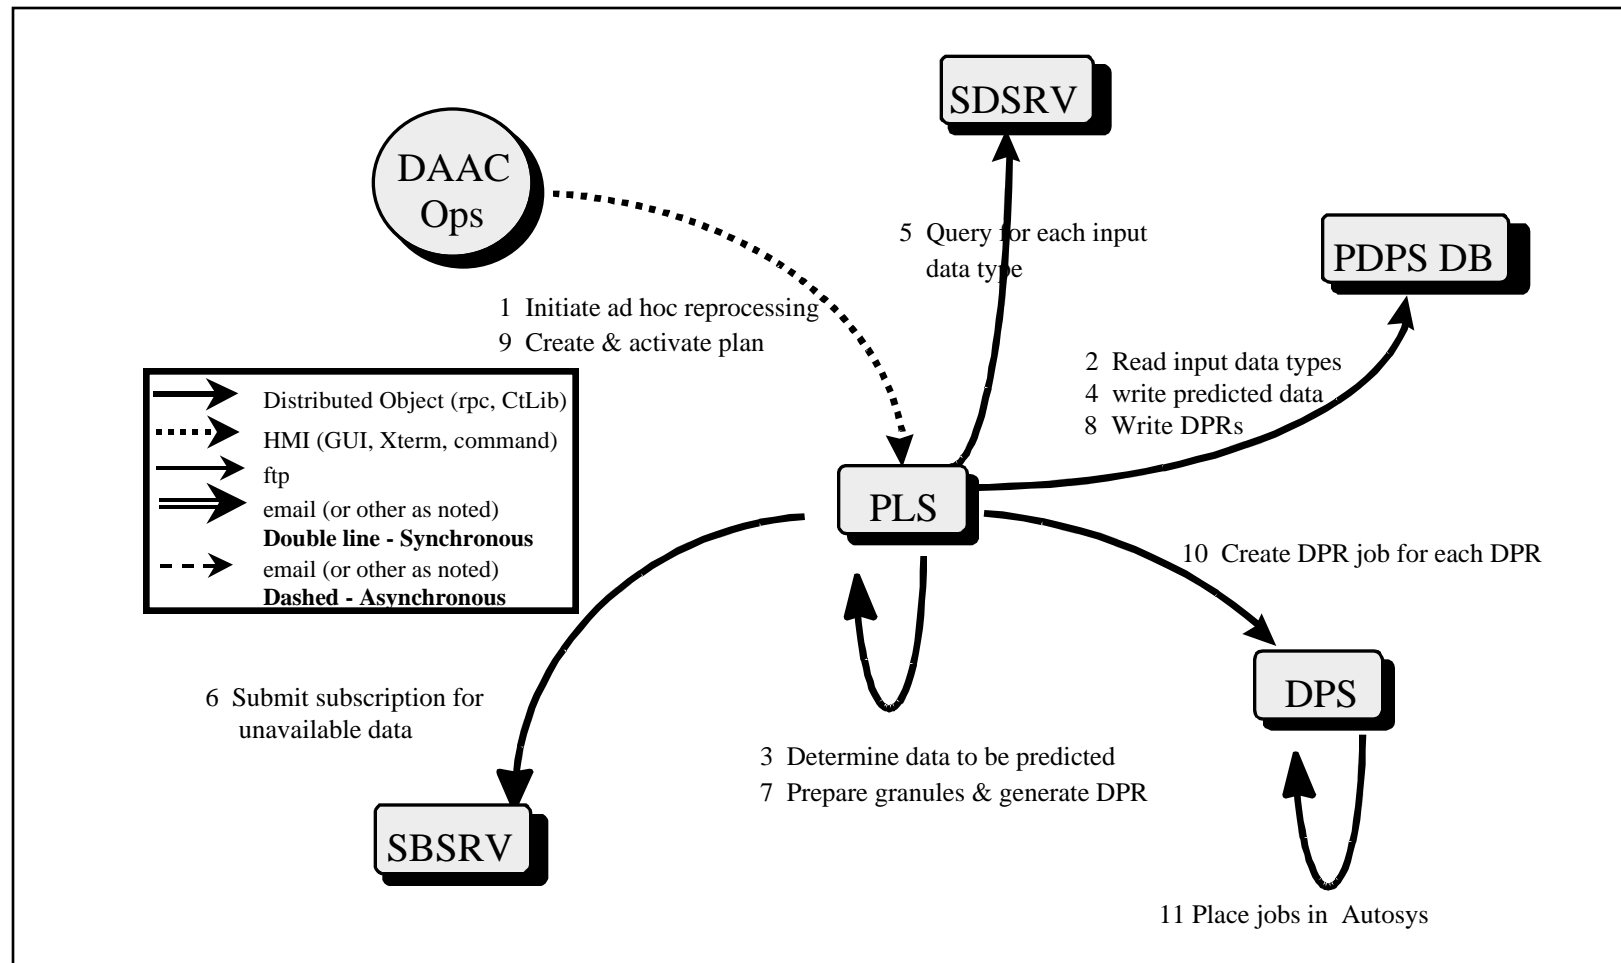 SDSRV
DAAC
Ops
5 Query for each input
data type
PDPS DB
1 Initiate ad hoc reprocessing
9 Create & activate plan
2 Read input data types
4 write predicted data
8 Write DPRs
Distributed Object (rpc, CtLib)
HMI (GUI, Xterm, command)
ftp
email (or other as noted)
Double line - Synchronous
email (or other as noted)
Dashed - Asynchronous
PLS
10 Create DPR job for each DPR
6 Submit subscription for
unavailable data
DPS
3 Determine data to be predicted
7 Prepare granules & generate DPR
SBSRV
11 Place jobs in Autosys